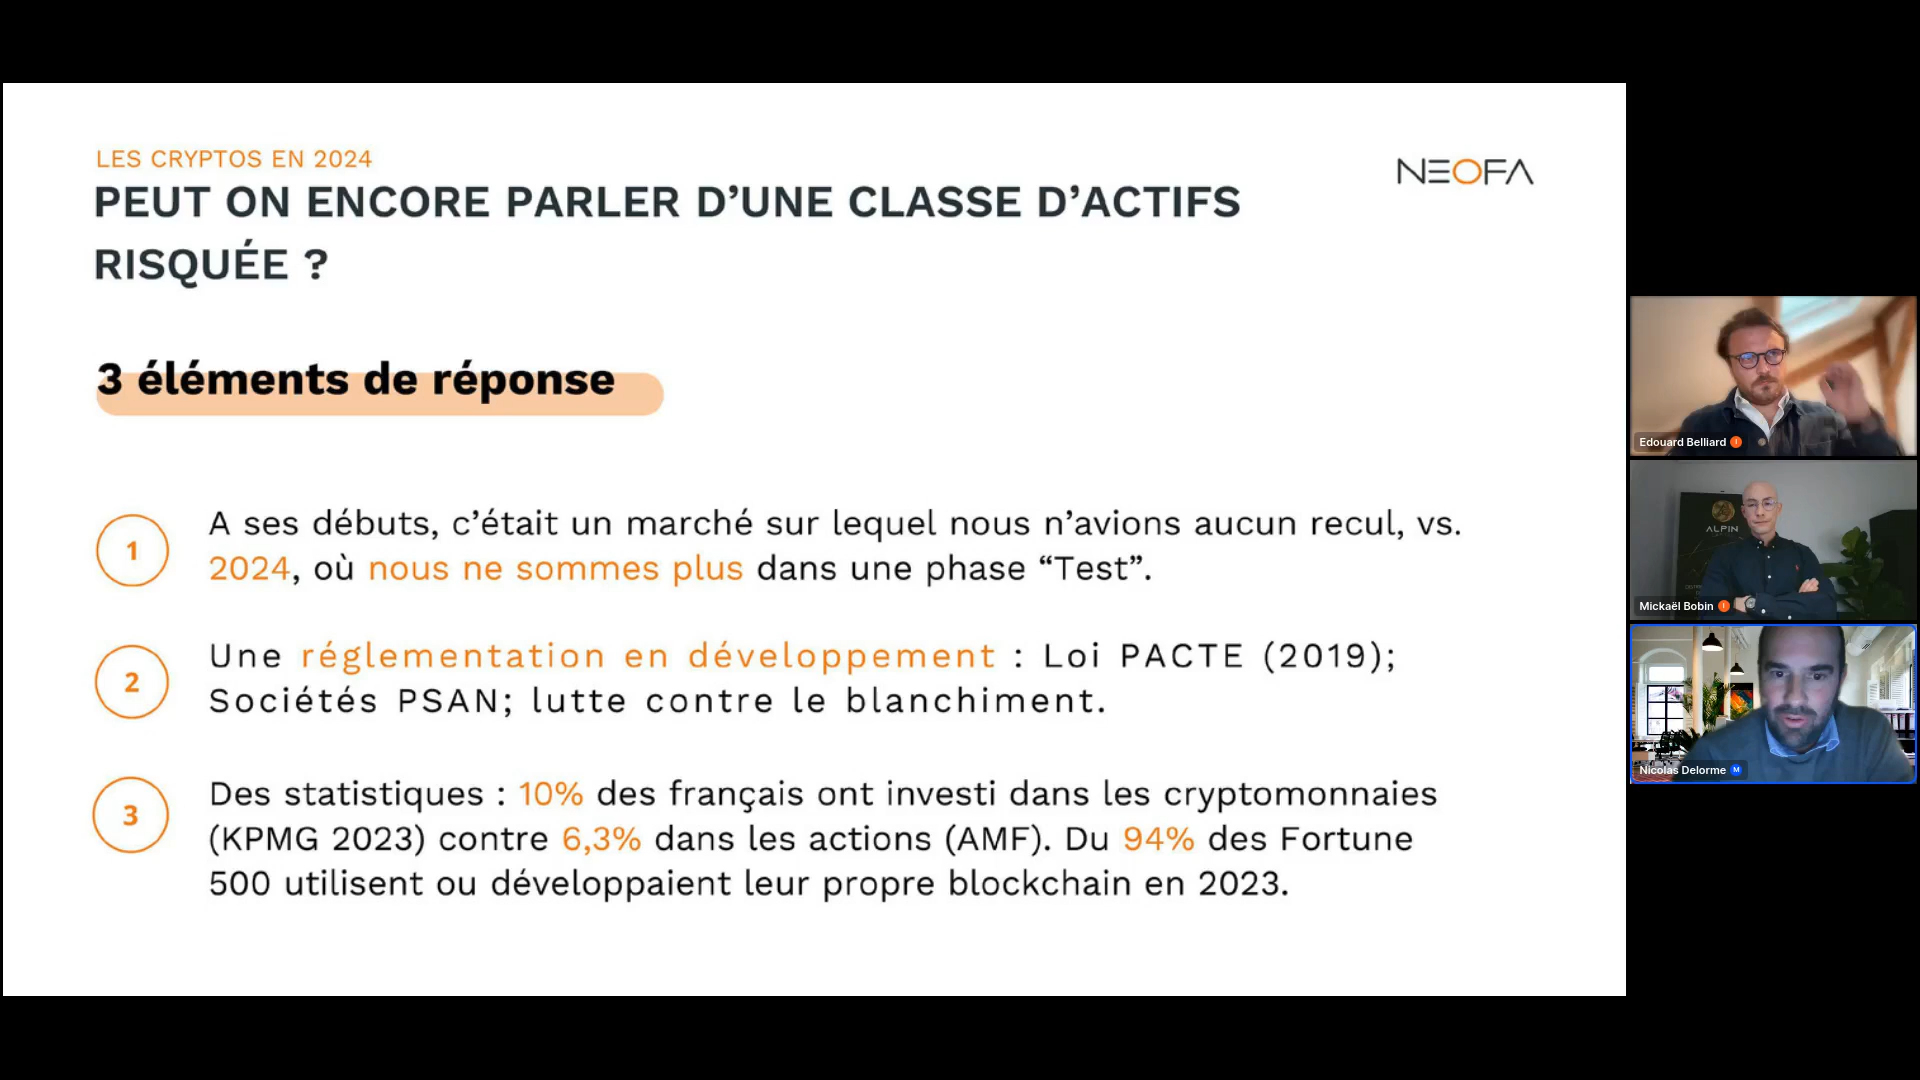 LES CRYPTOS EN 2024
PEUT ON ENCORE PARLER D’UNE CLASSE D’ACTIFS
RISQUÉE ?
NEOFA
3 éléments de réponse
1
A ses débuts, c’était un marché sur lequel nous n’avions aucun recul, vs.
2024, où nous ne sommes plus dans une phase “Test”.
2
Une réglementation en développement : Loi PACTE (2019);
Sociétés PSAN; lutte contre le blanchiment.
3
Des statistiques : 10% des français ont investi dans les cryptomonnaies
(KPMG 2023) contre 6,3% dans les actions (AMF). Du 94% des Fortune
500 utilisent ou développaient leur propre blockchain en 2023.
Edouard Belliard I
ALPIN
Mickaël Bobin I
Nicolas Delorme M